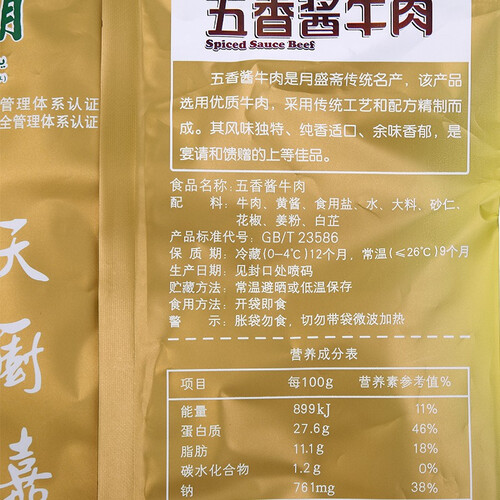 五香酱牛肉
Spiced Sauce Beef
管理体系认证
全管理体系认证
五香酱牛肉是月盛斋传统名产，该产品
选用优质牛肉，采用传统工艺和配方精制而
成。其风味独特、纯香适口、余味香郁，是
宴请和馈赠的上等佳品。
食品名称:五香酱牛肉
配　料:牛肉、黄酱、食用盐、水、大料、砂仁、
花椒、姜粉、白芷
产品标准代号:GB/T 23586
保 质 期:冷藏(0-4℃)12个月，常温(≤26℃)9个月
生产日期:见封口处喷码
贮藏方法:常温避晒或低温保存
食用方法:开袋即食
警　示:胀袋勿食，切勿带袋微波加热
营养成分表
项目 每100g 营养素参考值%
能量 899kJ 11%
蛋白质 27.6g 46%
脂肪 11.1g 18%
碳水化合物 1.2g 0%
钠 761mg 38%
天
厨
嘉